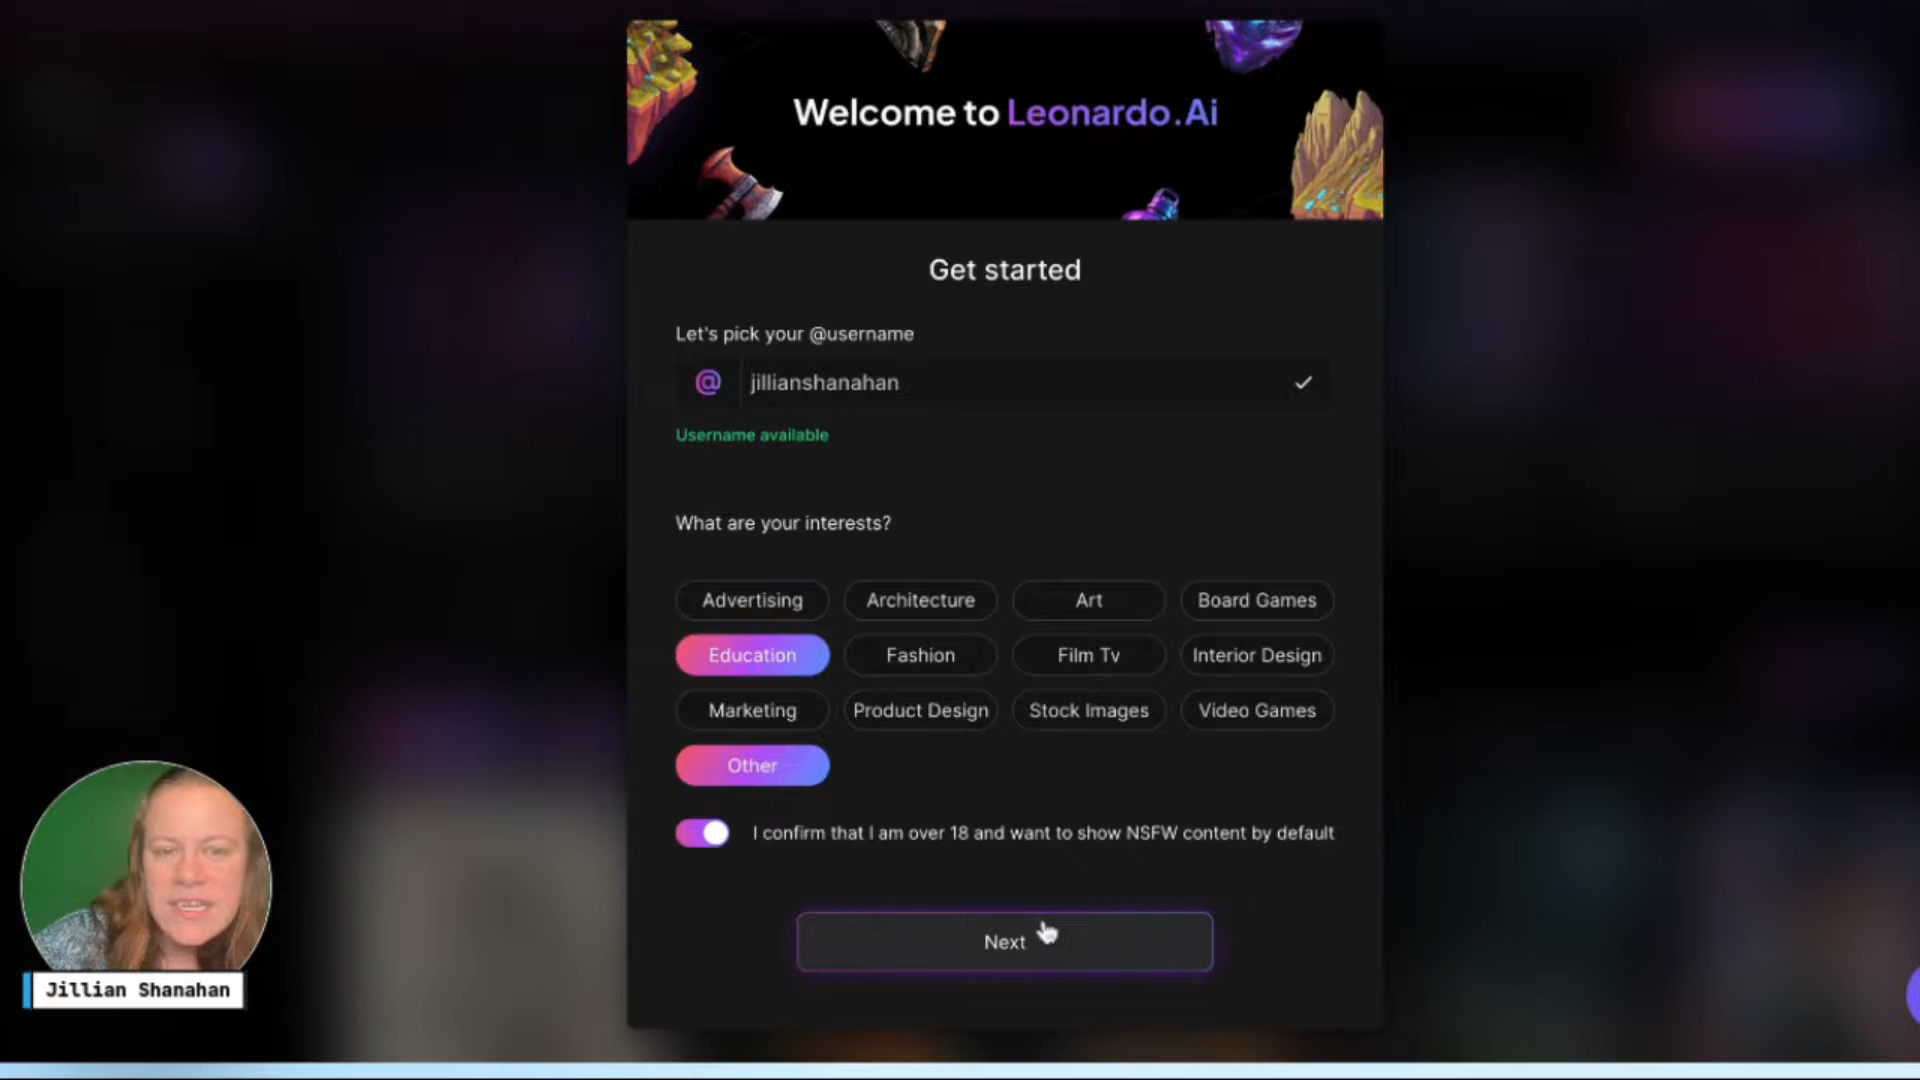 Welcome to Leonardo.Ai
Get started
Let's pick your @username
@ jillianshanahan
Username available
What are your interests?
Advertising Architecture Art Board Games
Education Fashion Film Tv Interior Design
Marketing Product Design Stock Images Video Games
Other
I confirm that I am over 18 and want to show NSFW content by default
Next
Jillian Shanahan